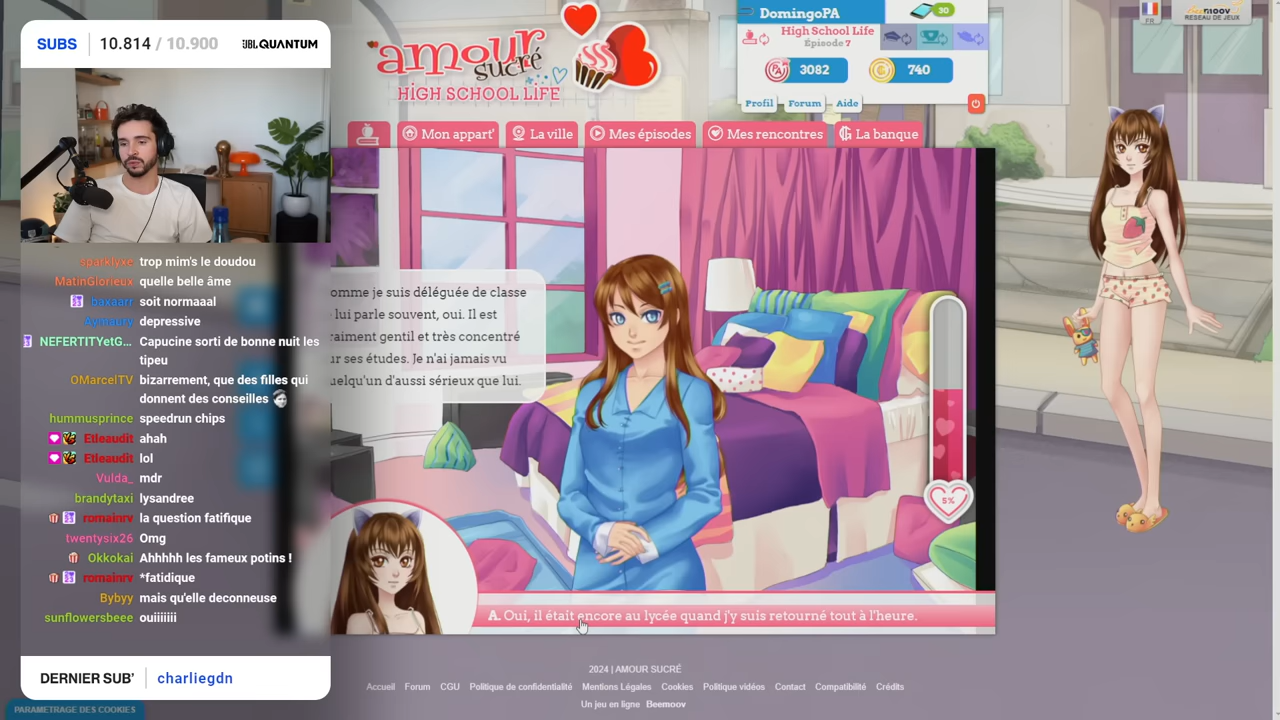 SUBS 10.814 / 10.900 JBL QUANTUM
sparklyxe trop mim's le doudou
MatinGlorieux quelle belle âme
baxaarr soit normaaal
depressive
NEFERTITYetG... Capucine sorti de bonne nuit les
tipeu
OMarcelTV bizarrement, que des filles qui
donnent des conseilles
hummusprince speedrun chips
Etleaudit ahah
Etleaudit lol
Vulda_ mdr
brandytaxi lysandree
romainrv la question fatifique
twentysix26 Omg
Okkokai Ahhhhh les fameux potins !
romainrv *fatidique
Bybyy mais qu'elle deconneuse
sunflowersbeee ouiiiiiii
DERNIER SUB' charliegdn
PARAMETRAGE DES COOKIES
amour
sucré
HIGH SCHOOL LIFE
DomingoPA
30
High School Life
Épisode 7
PA 3082
740
Profil Forum Aide
FR
beemoov
RESEAU DE JEUX
Mon appart' La ville Mes épisodes Mes rencontres La banque
omme je suis déléguée de classe
lui parle souvent, oui. Il est
raiment gentil et très concentré
ur ses études. Je n'ai jamais vu
uelqu'un d'aussi sérieux que lui.
5%
A. Oui, il était encore au lycée quand j'y suis retourné tout à l'heure.
2024 | AMOUR SUCRÉ
Accueil Forum CGU Politique de confidentialité Mentions Légales Cookies Politique vidéos Contact Compatibilité Crédits
Un jeu en ligne Beemoov